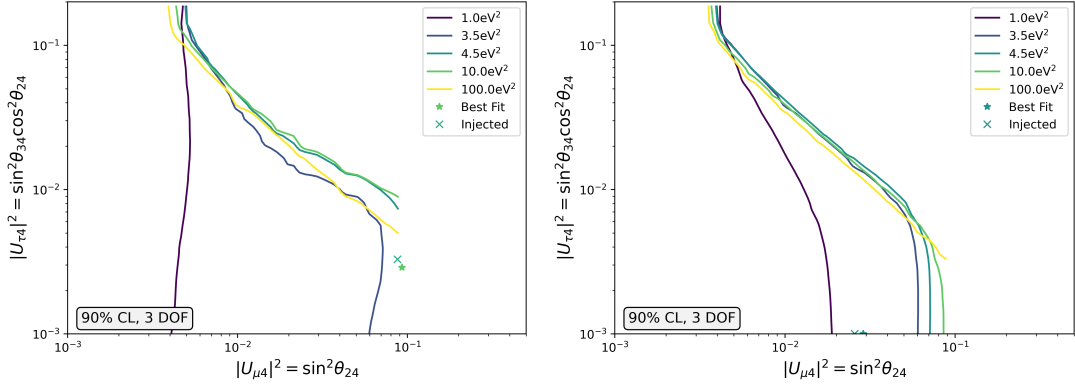 10⁻¹
10⁻²
10⁻³
|U_τ4|² = sin²θ₃₄cos²θ₂₄
1.0eV²
3.5eV²
4.5eV²
10.0eV²
100.0eV²
Best Fit
Injected
90% CL, 3 DOF
10⁻³
10⁻²
10⁻¹
|U_μ4|² = sin²θ₂₄
10⁻¹
10⁻²
10⁻³
|U_τ4|² = sin²θ₃₄cos²θ₂₄
1.0eV²
3.5eV²
4.5eV²
10.0eV²
100.0eV²
Best Fit
Injected
90% CL, 3 DOF
10⁻³
10⁻²
10⁻¹
|U_μ4|² = sin²θ₂₄